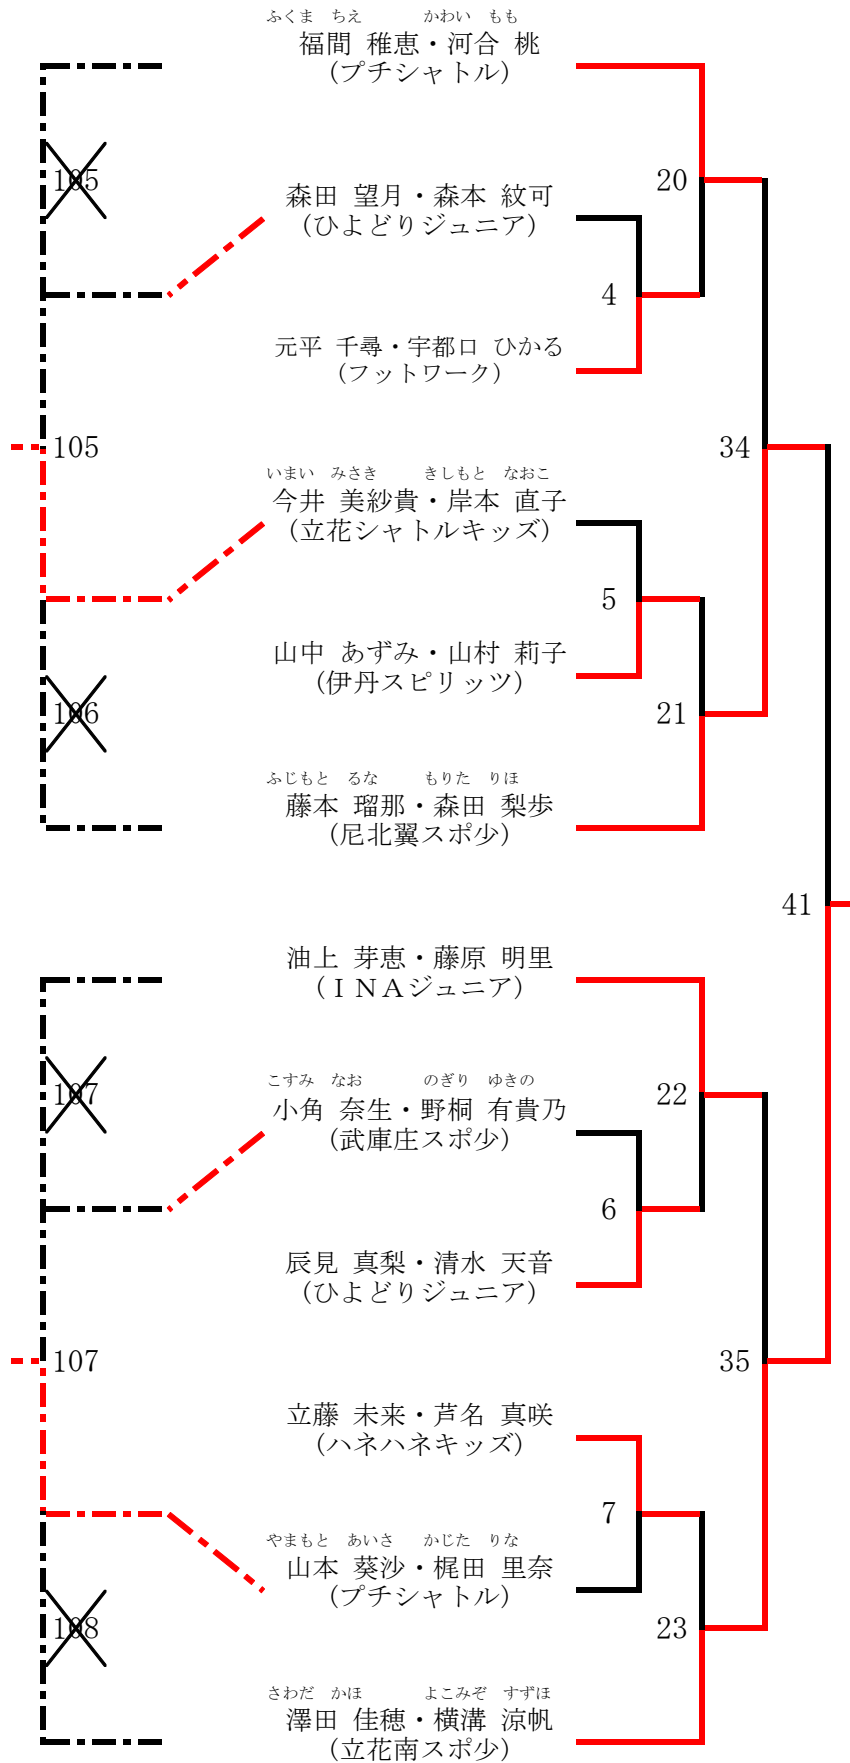 ふくま ちえ かわい もも
福間 稚恵・河合 桃
(プチシャトル)
105
20
森田 望月・森本 紋可
(ひよどりジュニア)
4
元平 千尋・宇都口 ひかる
(フットワーク)
105
34
いまい みさき きしもと なおこ
今井 美紗貴・岸本 直子
(立花シャトルキッズ)
5
山中 あずみ・山村 莉子
(伊丹スピリッツ)
106
21
ふじもと るな もりた りほ
藤本 瑠那・森田 梨歩
(尼北翼スポ少)
41
油上 芽恵・藤原 明里
(ＩＮＡジュニア)
107
22
こすみ なお のぎり ゆきの
小角 奈生・野桐 有貴乃
(武庫庄スポ少)
6
辰見 真梨・清水 天音
(ひよどりジュニア)
107
35
立藤 未来・芦名 真咲
(ハネハネキッズ)
7
やまもと あいさ かじた りな
山本 葵沙・梶田 里奈
(プチシャトル)
108
23
さわだ かほ よこみぞ すずほ
澤田 佳穂・横溝 涼帆
(立花南スポ少)